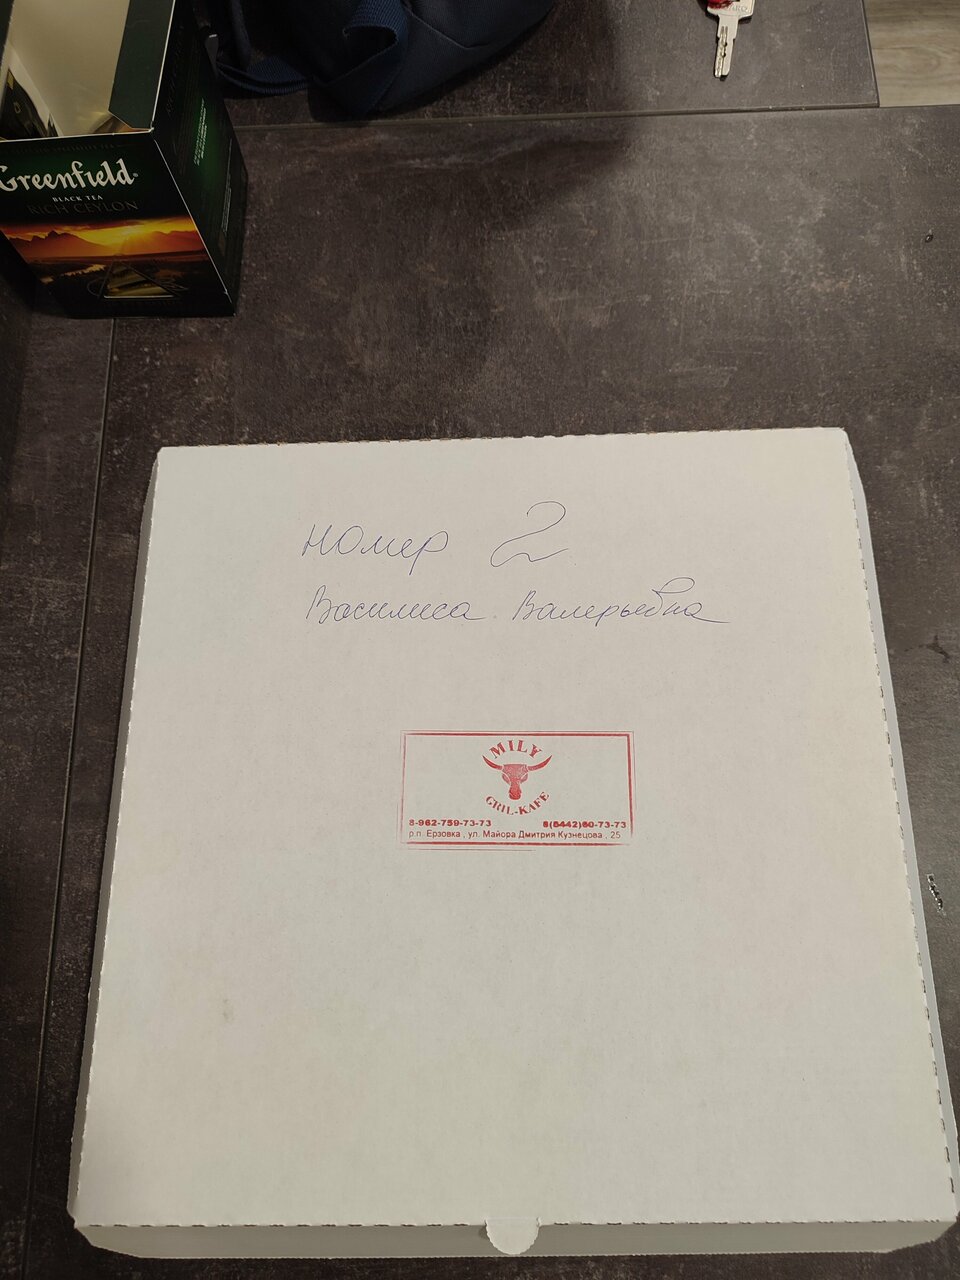 Greenfield
BLACK TEA
RICH CEYLON
номер 2
Василиса Валерьевна
MILY
GRIL-KAFE
8-962-759-73-73 8(8442)60-73-73
р.п. Ерзовка , ул. Майора Дмитрия Кузнецова , 25